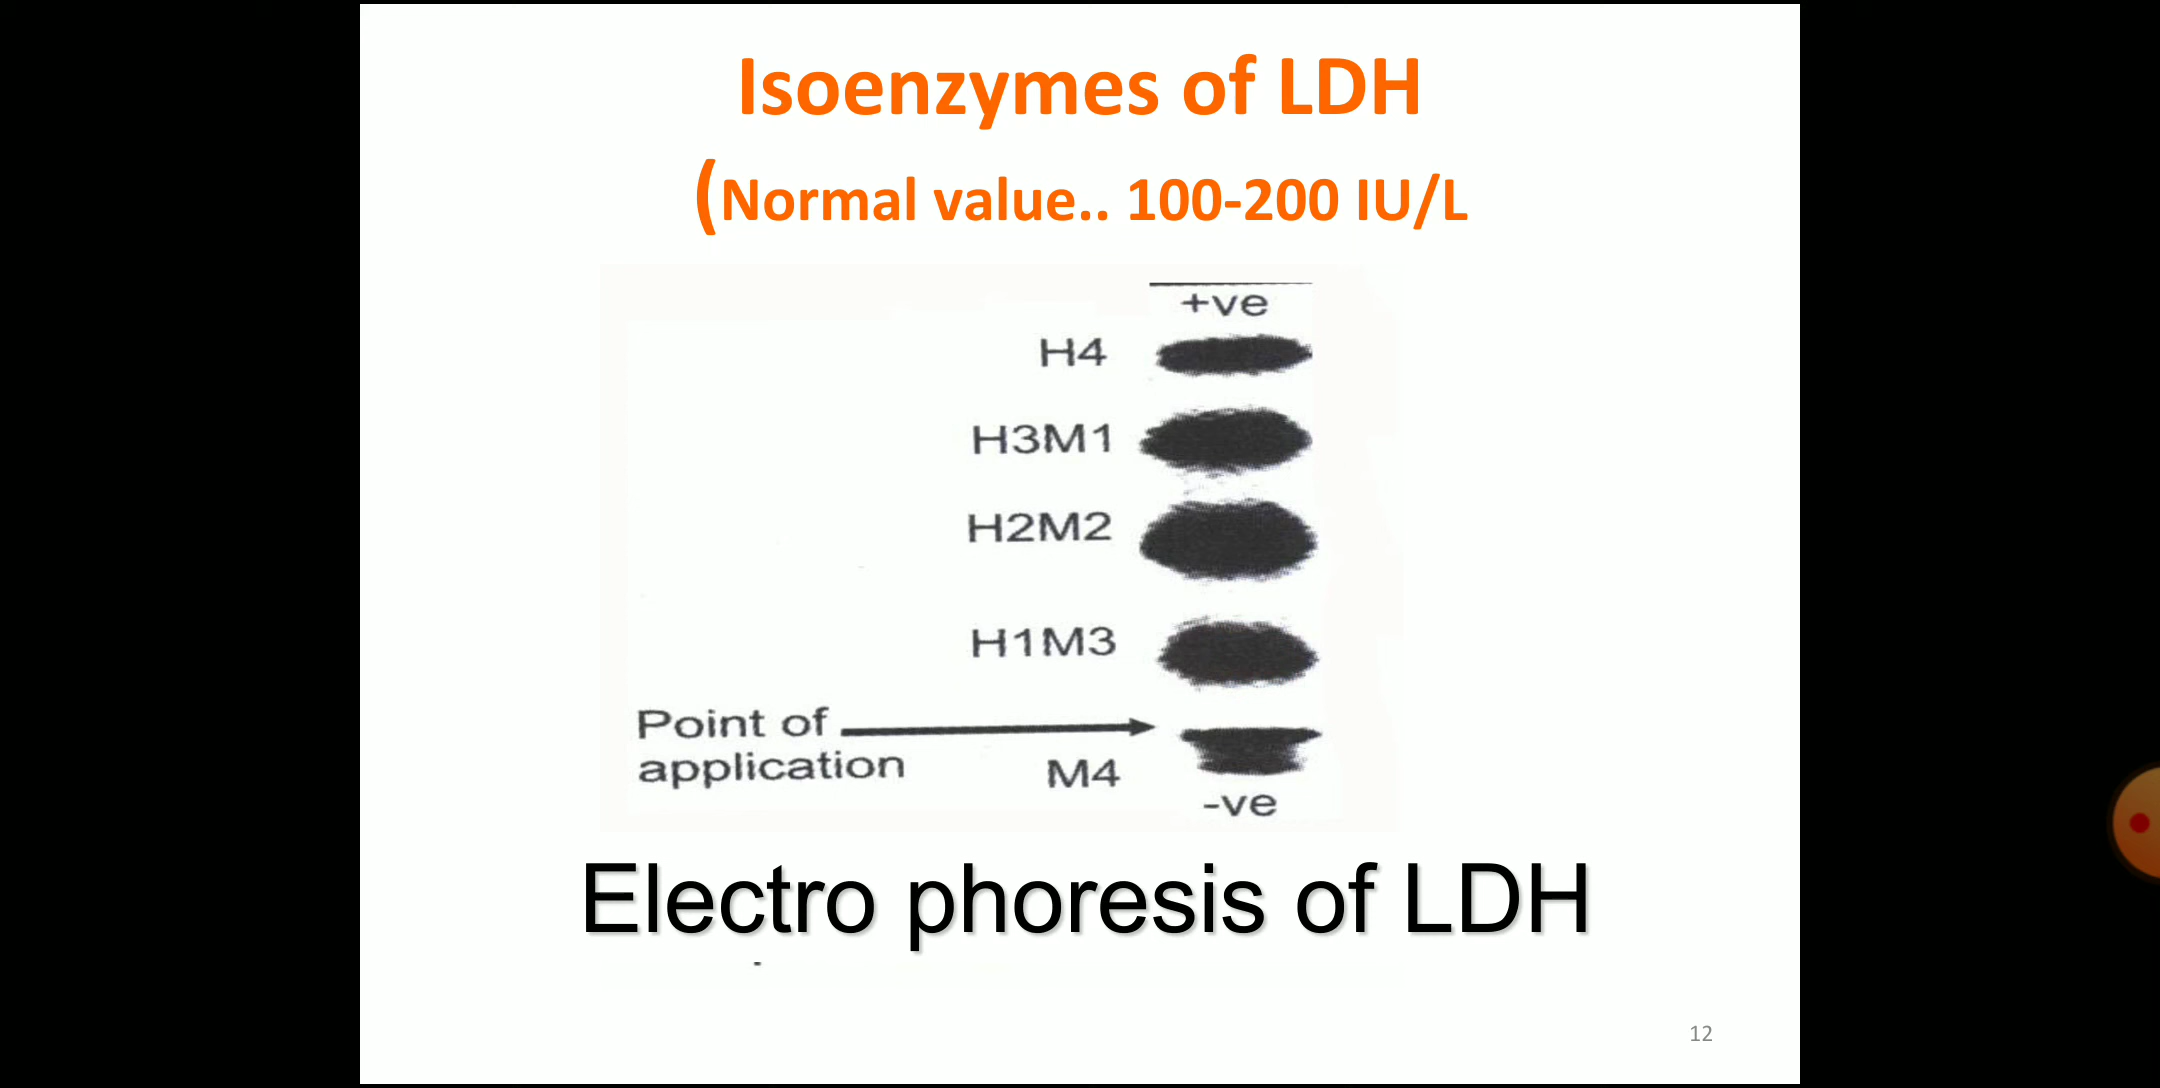 Isoenzymes of LDH
(Normal value.. 100-200 IU/L
+ve
H4
H3M1
H2M2
H1M3
Point of
application
M4
-ve
Electro phoresis of LDH
12